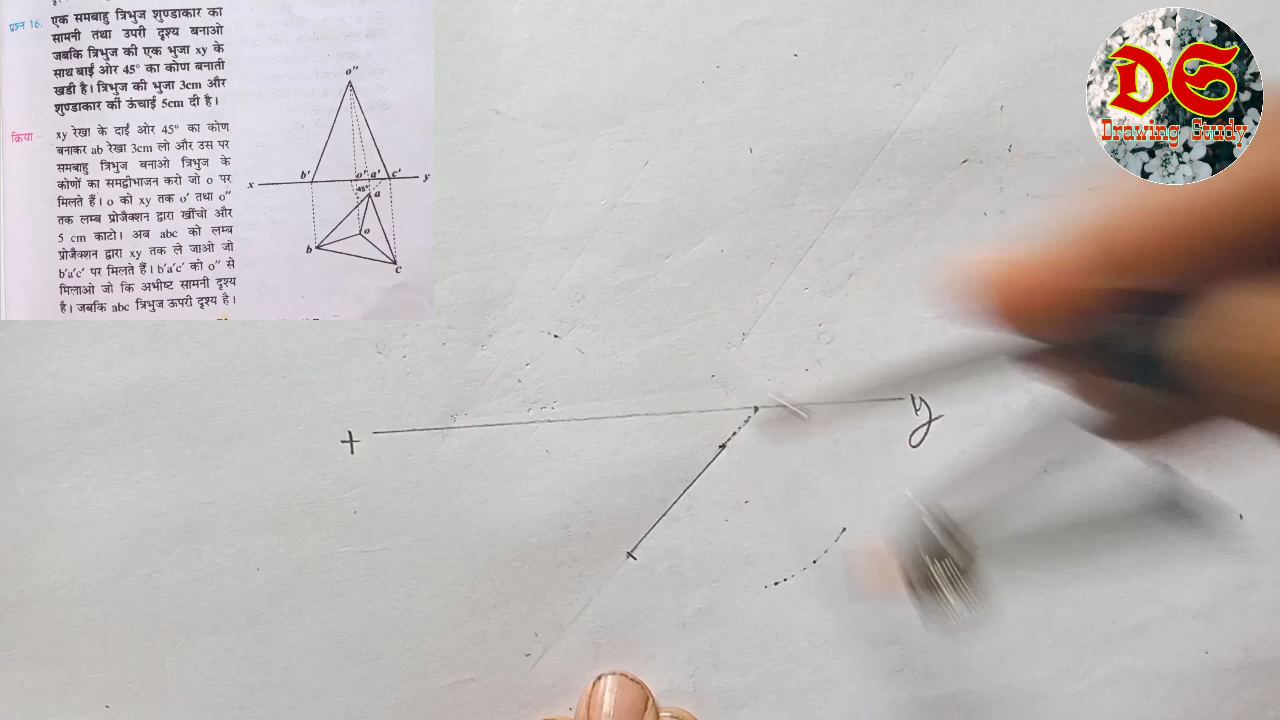 प्रश्न 16. एक समबाहु त्रिभुज शुण्डाकार का
सामनी तथा उपरी दृश्य बनाओ
जबकि त्रिभुज की एक भुजा xy के
साथ बाईं ओर 45° का कोण बनाती
खड़ी है। त्रिभुज की भुजा 3cm और
शुण्डाकार की ऊंचाई 5cm दी है।
क्रिया– xy रेखा के दाईं ओर 45° का कोण
बनाकर ab रेखा 3cm लो और उस पर
समबाहु त्रिभुज बनाओ त्रिभुज के
कोणों का समद्वीभाजन करो जो o पर
मिलते हैं। o को xy तक o' तथा o''
तक लम्ब प्रोजैक्शन द्वारा खींचो और
5 cm काटो। अब abc को लम्ब
प्रोजैक्शन द्वारा xy तक ले जाओ जो
b'a'c' पर मिलते हैं। b'a'c' को o'' से
मिलाओ जो कि अभीष्ट सामनी दृश्य
है। जबकि abc त्रिभुज ऊपरी दृश्य है।
o''
b' o' a' c'
x y
45°
a
o
b
c
y
DS
Drawing Study